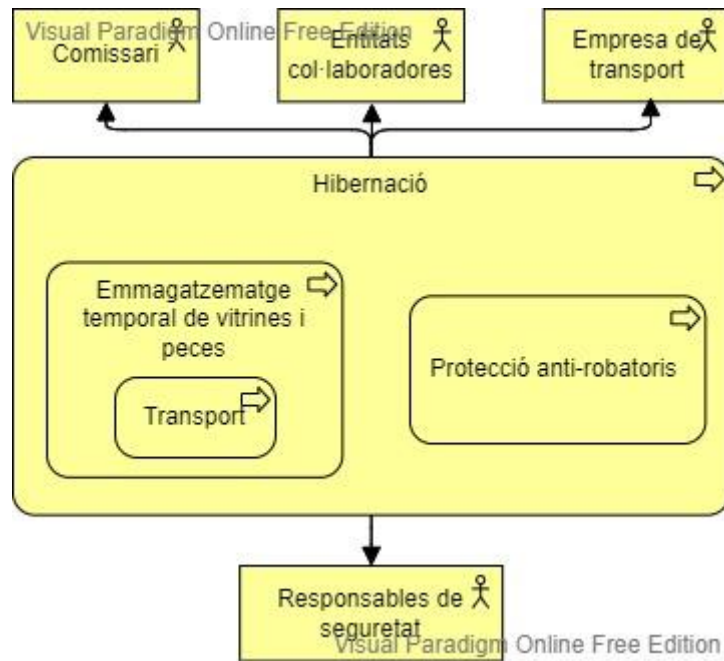 Visual Paradigm Online Free Edition
Comissari
Entitats
col·laboradores
Empresa de
transport
Hibernació
Emmagatzematge
temporal de vitrines i
peces
Transport
Protecció anti-robatoris
Responsables de
seguretat
Visual Paradigm Online Free Edition